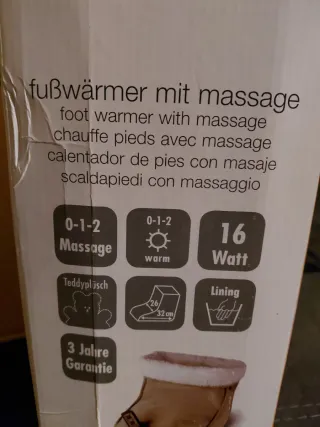 fußwärmer mit massage
foot warmer with massage
chauffe pieds avec massage
calentador de pies con masaje
scaldapiedi con massaggio
0-1-2
Massage
0-1-2
warm
16
Watt
Teddyplüsch
26
32 cm
Lining
3 Jahre
Garantie